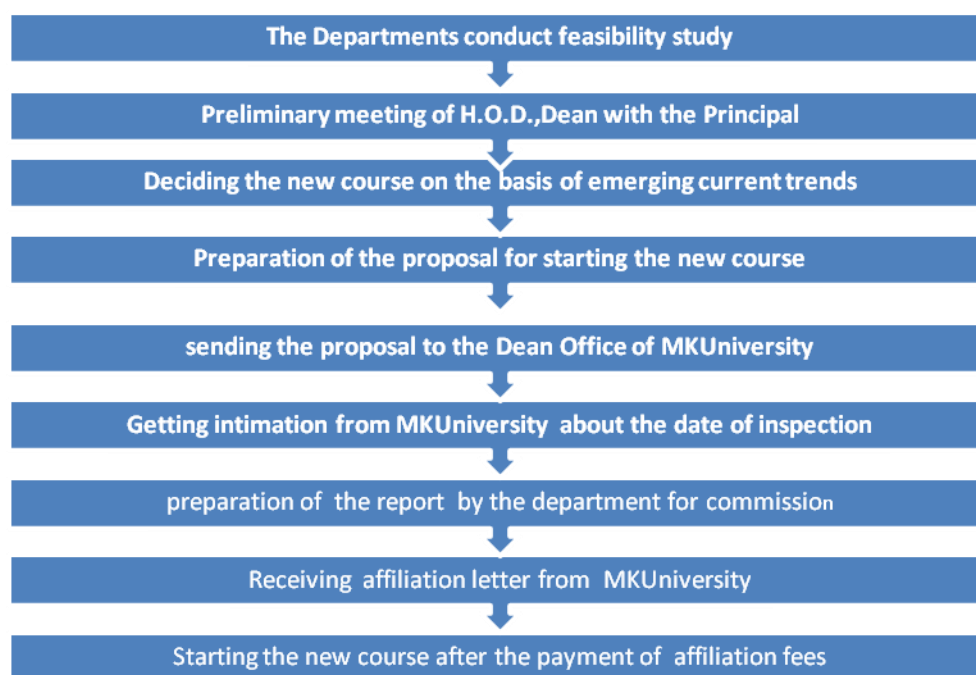 The Departments conduct feasibility study
Preliminary meeting of H.O.D.,Dean with the Principal
Deciding the new course on the basis of emerging current trends
Preparation of the proposal for starting the new course
sending the proposal to the Dean Office of MKUniversity
Getting intimation from MKUniversity about the date of inspection
preparation of the report by the department for commission
Receiving affiliation letter from MKUniversity
Starting the new course after the payment of affiliation fees